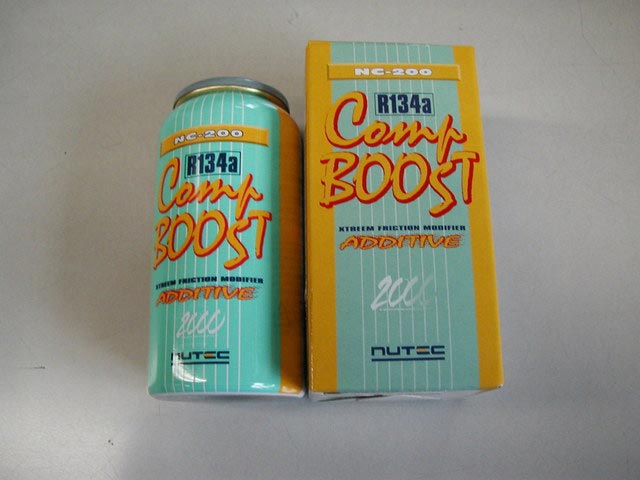 NC-200
R134a
Comp
BOOST
XTREEM FRICTION MODIFIER
ADDITIVE
2000
NUTEC
NC-200
R134a
Comp
BOOST
XTREEM FRICTION MODIFIER
ADDITIVE
2000
NUTEC